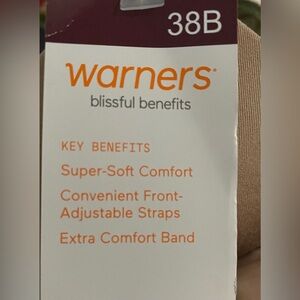 38B
warners
blissful benefits
KEY BENEFITS
Super-Soft Comfort
Convenient Front-
Adjustable Straps
Extra Comfort Band